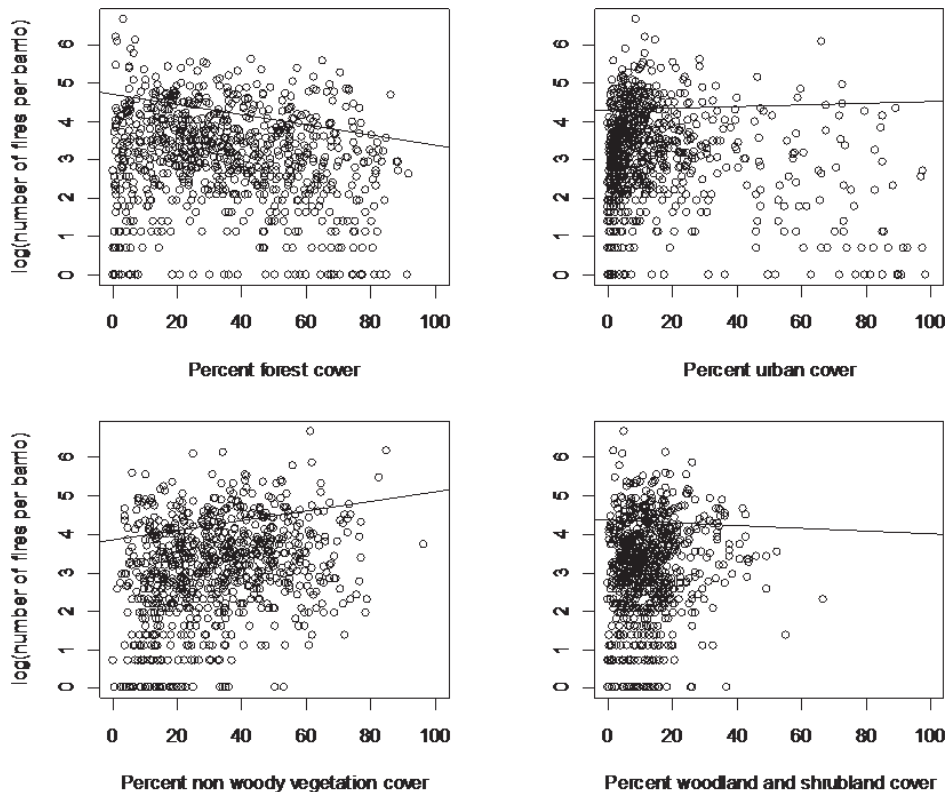 log(number of fires per barrio)
6
5
4
3
2
1
0
0 20 40 60 80 100
Percent forest cover
6
5
4
3
2
1
0
0 20 40 60 80 100
Percent urban cover
log(number of fires per barrio)
6
5
4
3
2
1
0
0 20 40 60 80 100
Percent non woody vegetation cover
6
5
4
3
2
1
0
0 20 40 60 80 100
Percent woodland and shrubland cover